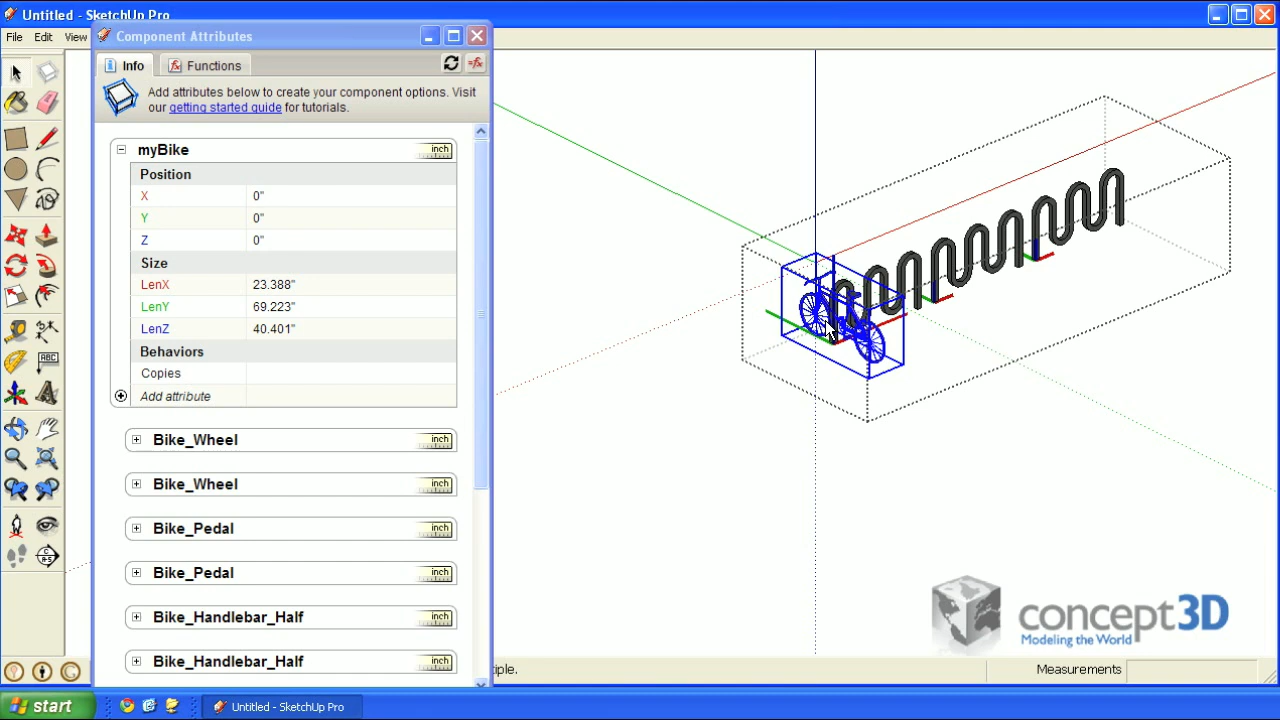 Untitled - SketchUp Pro
File Edit View
Component Attributes
Info
Functions
Add attributes below to create your component options. Visit
our getting started guide for tutorials.
myBike
inch
Position
X 0"
Y 0"
Z 0"
Size
LenX 23.388"
LenY 69.223"
LenZ 40.401"
Behaviors
Copies
Add attribute
Bike_Wheel inch
Bike_Wheel inch
Bike_Pedal inch
Bike_Pedal inch
Bike_Handlebar_Half inch
Bike_Handlebar_Half inch
concept3D
Modeling the World
iple.
Measurements
start
Untitled - SketchUp Pro